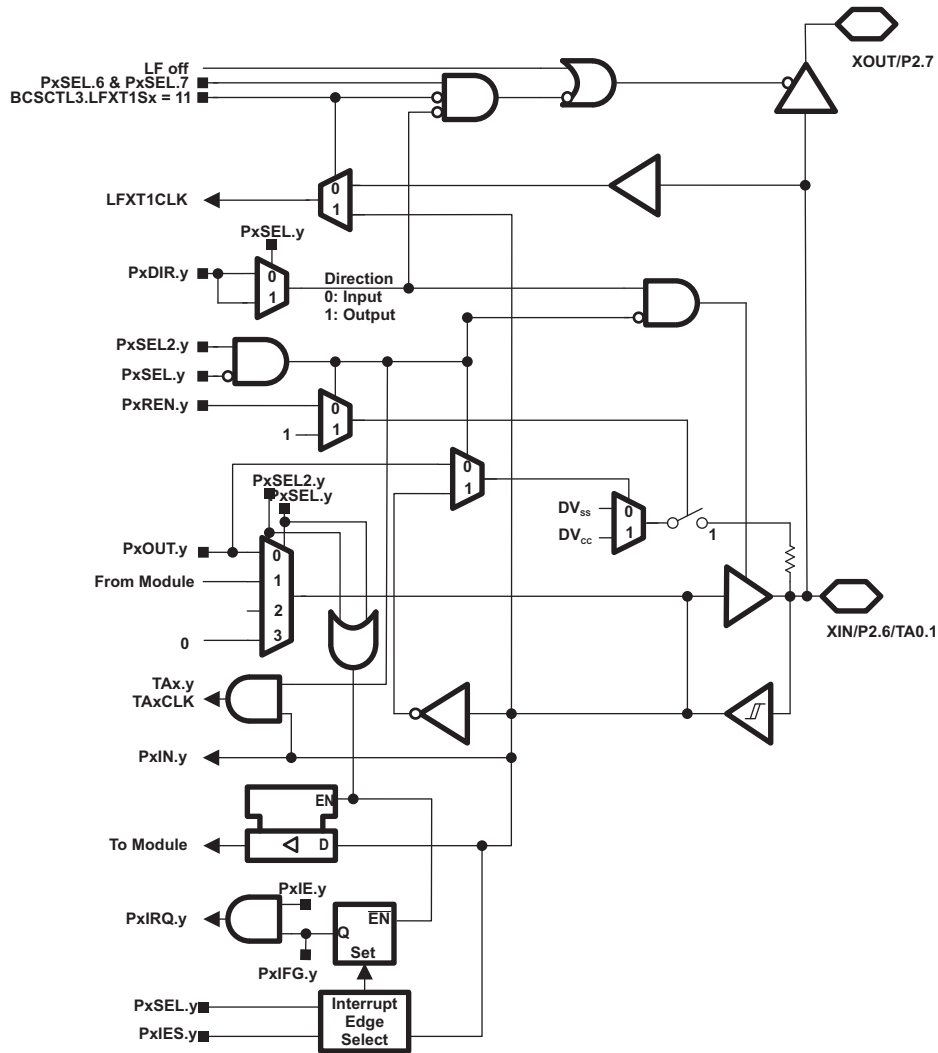 XOUT/P2.7
LF off
PxSEL.6 & PxSEL.7
BCSCTL3.LFXT1Sx = 11
0
LFXT1CLK
1
PxSEL.y
PxDIR.y
0
1
Direction
0: Input
1: Output
PxSEL2.y
PxSEL.y
PxREN.y
0
1
1
0
1
PxSEL2.y
PxSEL.y
DVSS
0
DVCC
1
1
PxOUT.y
0
From Module
1
2
0
3
XIN/P2.6/TA0.1
TAx.y
TAxCLK
PxIN.y
EN
To Module
D
PxIE.y
PxIRQ.y
EN
Q
Set
PxIFG.y
PxSEL.y
PxIES.y
Interrupt
Edge
Select